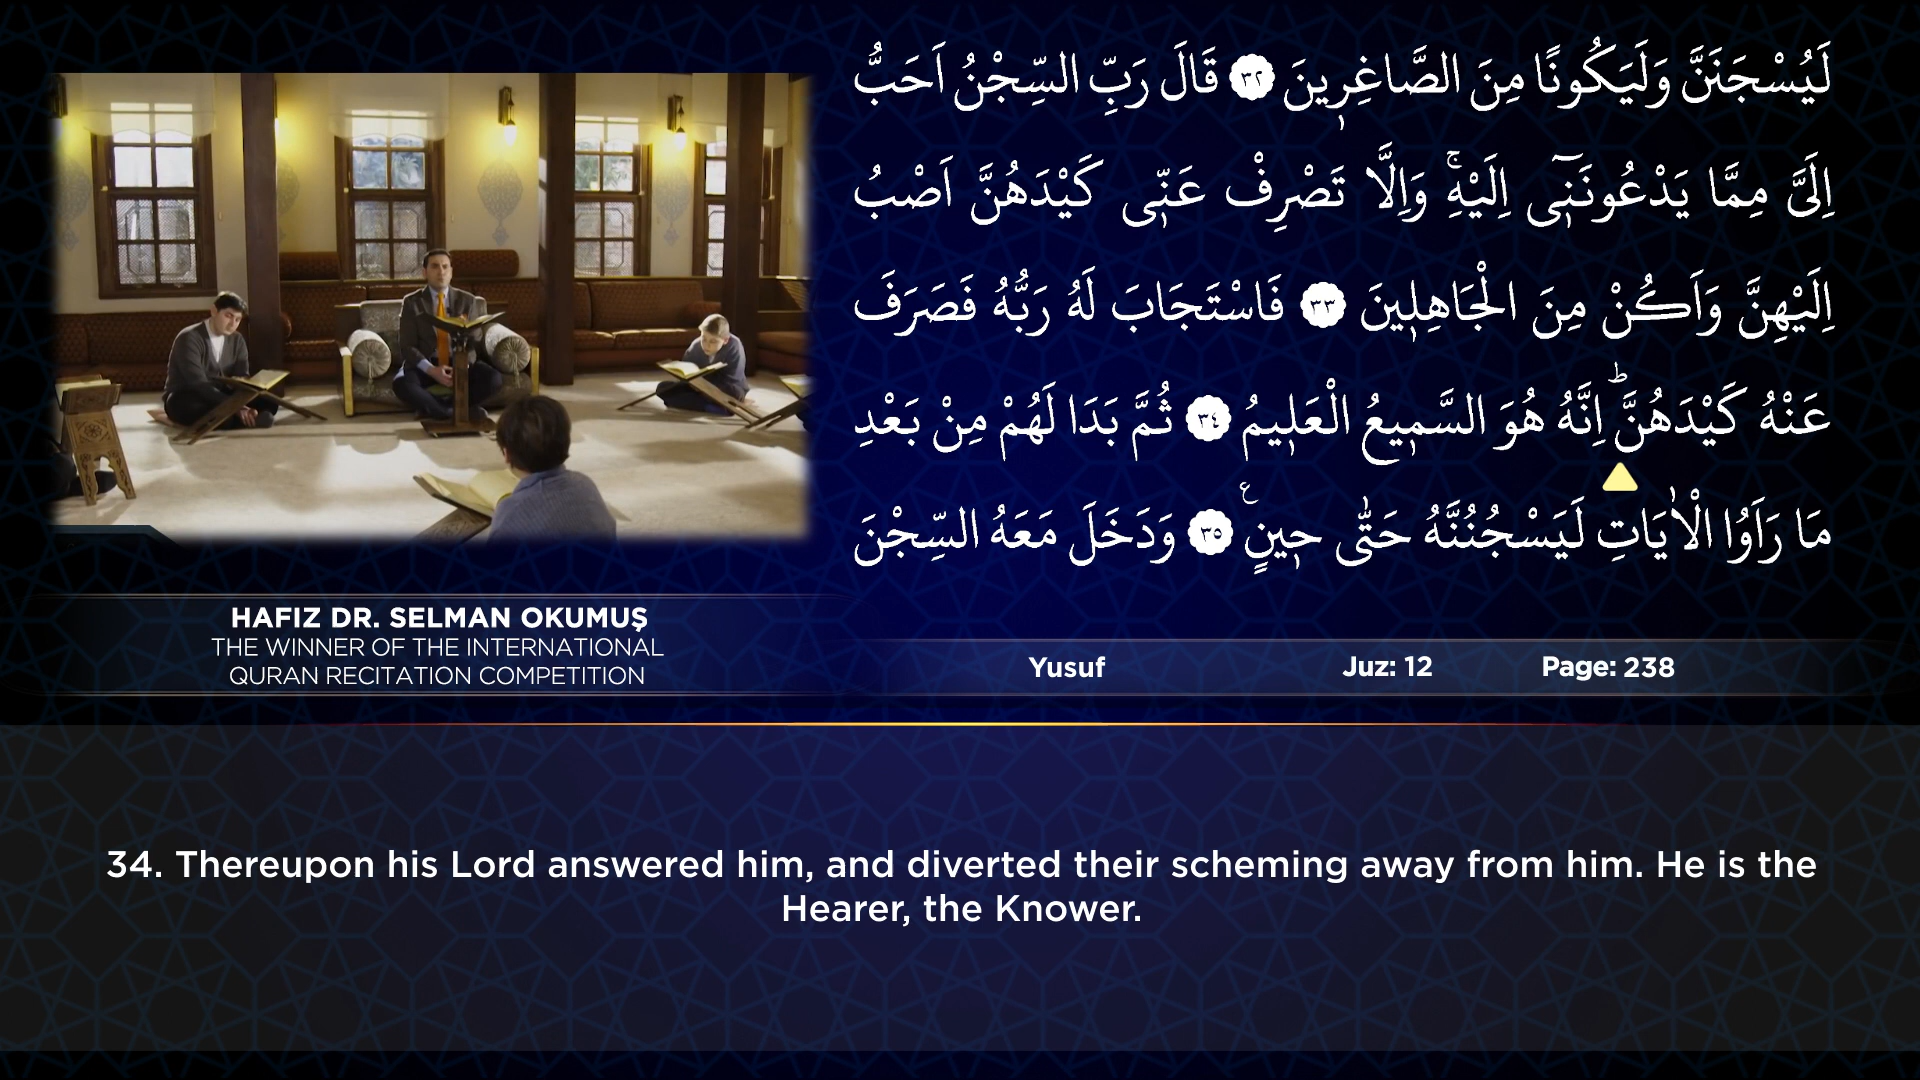 لَيُسْجَنَنَّ وَلَيَكُونًا مِنَ الصَّاغِرٖينَ ﴿٣٢﴾ قَالَ رَبِّ السِّجْنُ اَحَبُّ
اِلَیَّ مِمَّا يَدْعُونَنٖٓى اِلَيْهِۚ وَاِلَّا تَصْرِفْ عَنّٖى كَيْدَهُنَّ اَصْبُ
اِلَيْهِنَّ وَاَكُنْ مِنَ الْجَاهِلٖينَ ﴿٣٣﴾ فَاسْتَجَابَ لَهُ رَبُّهُ فَصَرَفَ
عَنْهُ كَيْدَهُنَّؕ اِنَّهُ هُوَ السَّمٖيعُ الْعَلٖيمُ ﴿٣٤﴾ ثُمَّ بَدَا لَهُمْ مِنْ بَعْدِ
مَا رَاَوُا الْاٰيَاتِ لَيَسْجُنُنَّهُ حَتّٰى حٖينٍ ࣖ ﴿٣٥﴾ وَدَخَلَ مَعَهُ السِّجْنَ
HAFIZ DR. SELMAN OKUMUŞ
THE WINNER OF THE INTERNATIONAL
QURAN RECITATION COMPETITION
Yusuf Juz: 12 Page: 238
34. Thereupon his Lord answered him, and diverted their scheming away from him. He is the
Hearer, the Knower.